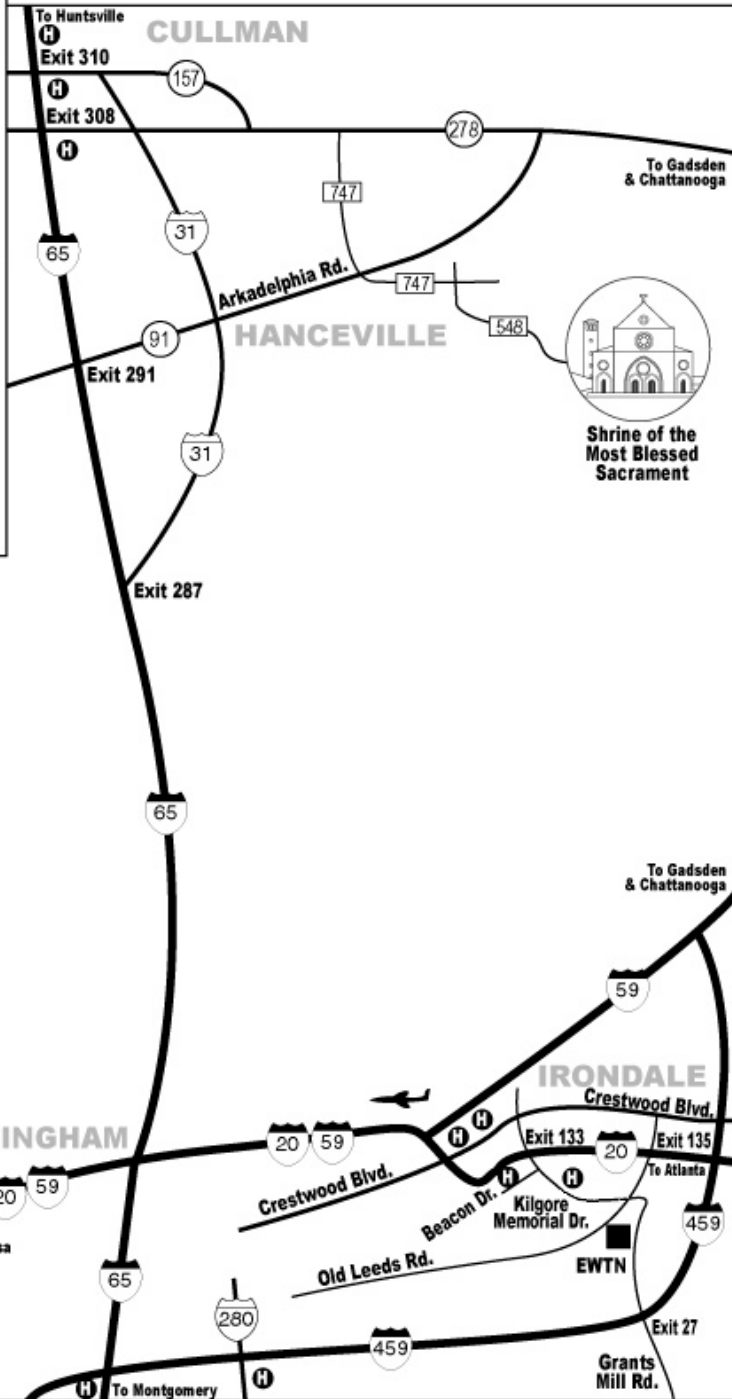 To Huntsville
H
CULLMAN
Exit 310
157
H
Exit 308
278
H
To Gadsden
& Chattanooga
747
31
65
Arkadelphia Rd.
747
91
HANCEVILLE
548
Exit 291
Shrine of the
Most Blessed
Sacrament
31
Exit 287
65
To Gadsden
& Chattanooga
59
IRONDALE
Crestwood Blvd.
INGHAM
20
59
H
H
Exit 133
20
Exit 135
To Atlanta
20
59
Crestwood Blvd.
H
H
Beacon Dr.
Kilgore
Memorial Dr.
459
sa
EWTN
Old Leeds Rd.
65
280
459
Exit 27
Grants
Mill Rd.
H
To Montgomery
H